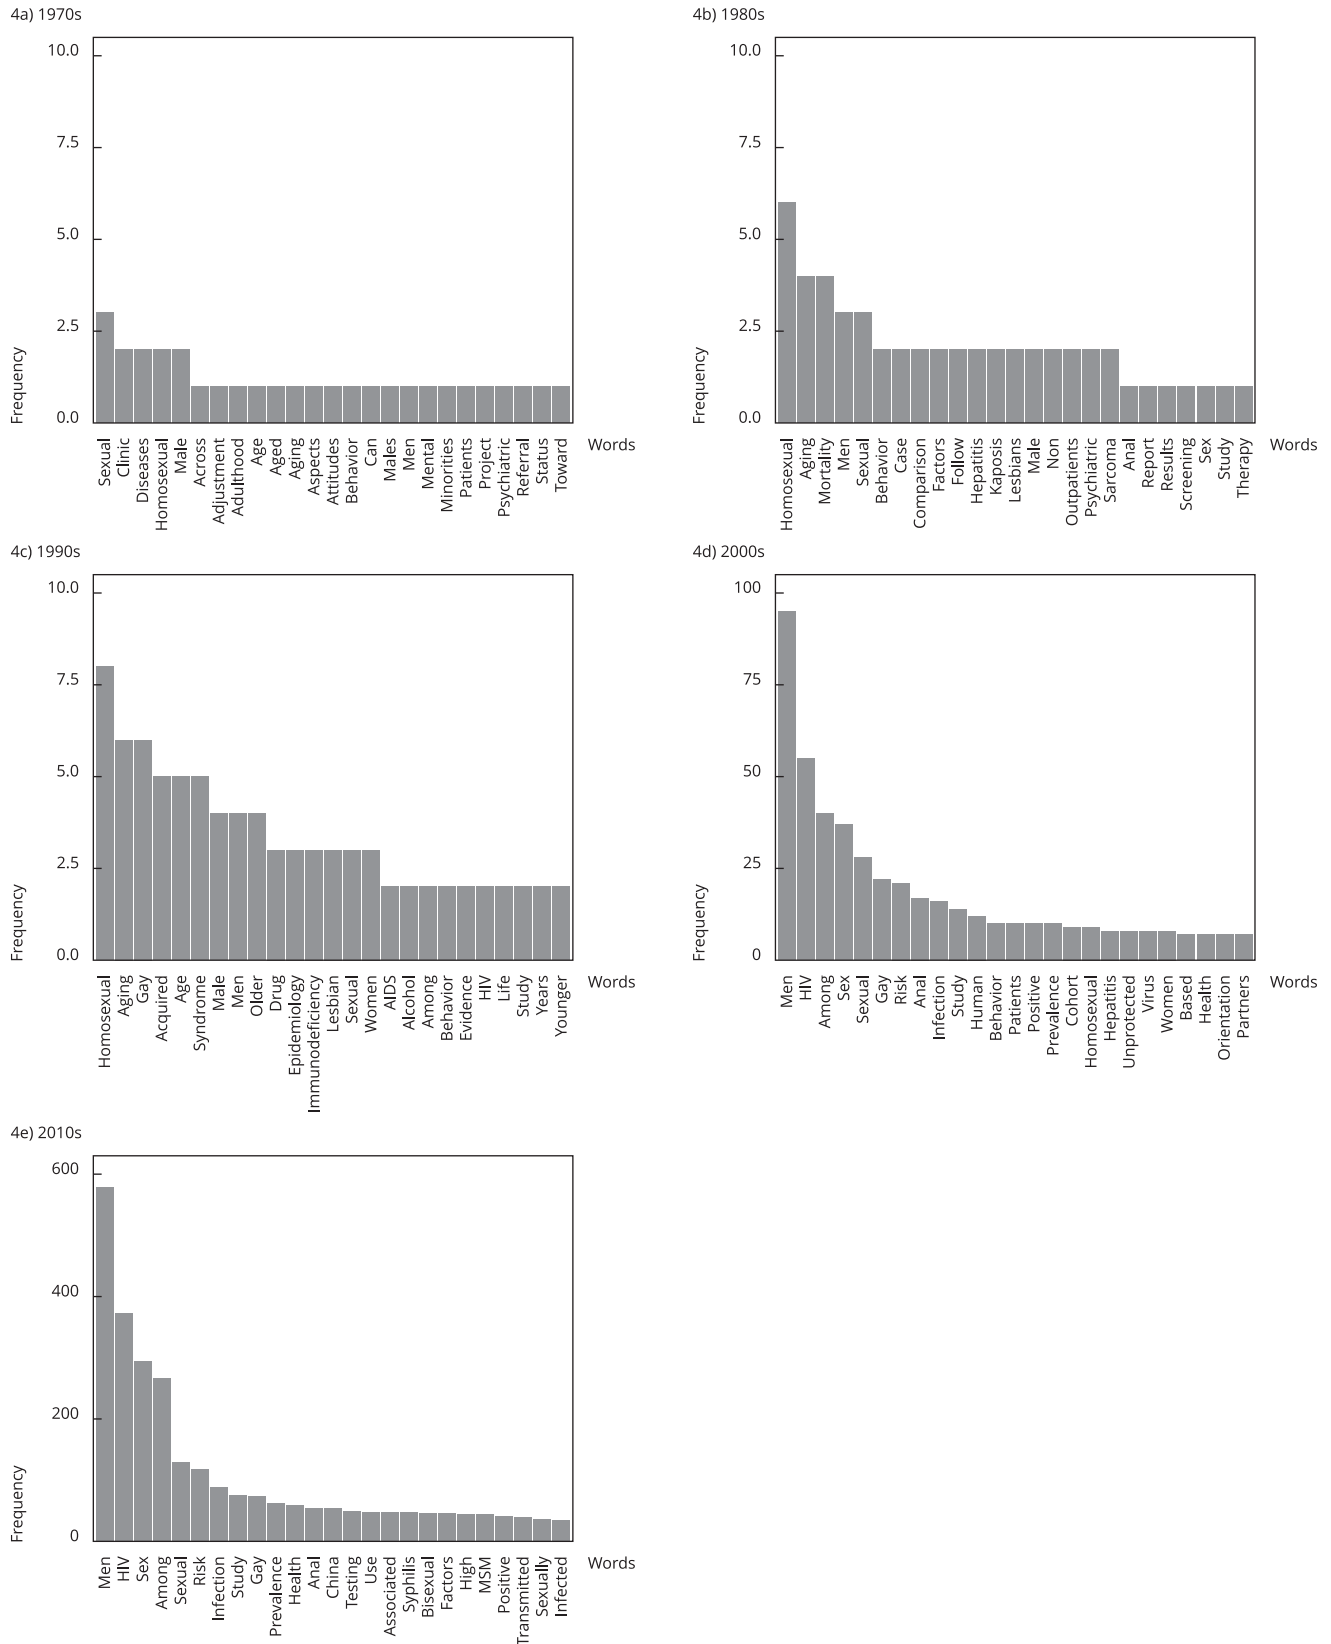 4a) 1970s
10.0
7.5
5.0
2.5
0.0
Frequency
Sexual
Clinic
Diseases
Homosexual
Male
Across
Adjustment
Adulthood
Age
Aged
Aging
Aspects
Attitudes
Behavior
Can
Males
Men
Mental
Minorities
Patients
Project
Psychiatric
Referral
Status
Toward
Words
4b) 1980s
10.0
7.5
5.0
2.5
0.0
Frequency
Homosexual
Aging
Mortality
Men
Sexual
Behavior
Case
Comparison
Factors
Follow
Hepatitis
Kaposis
Lesbians
Male
Non
Outpatients
Psychiatric
Sarcoma
Anal
Report
Results
Screening
Sex
Study
Therapy
Words
4c) 1990s
10.0
7.5
5.0
2.5
0.0
Frequency
Homosexual
Aging
Gay
Acquired
Age
Syndrome
Male
Men
Older
Drug
Epidemiology
Immunodeficiency
Lesbian
Sexual
Women
AIDS
Alcohol
Among
Behavior
Evidence
HIV
Life
Study
Years
Younger
Words
4d) 2000s
100
75
50
25
0
Frequency
Men
HIV
Among
Sex
Sexual
Gay
Risk
Anal
Infection
Study
Human
Behavior
Patients
Positive
Prevalence
Cohort
Homosexual
Hepatitis
Unprotected
Virus
Women
Based
Health
Orientation
Partners
Words
4e) 2010s
600
400
200
0
Frequency
Men
HIV
Sex
Among
Sexual
Risk
Infection
Study
Gay
Prevalence
Health
Anal
China
Testing
Use
Associated
Syphilis
Bisexual
Factors
High
MSM
Positive
Transmitted
Sexually
Infected
Words